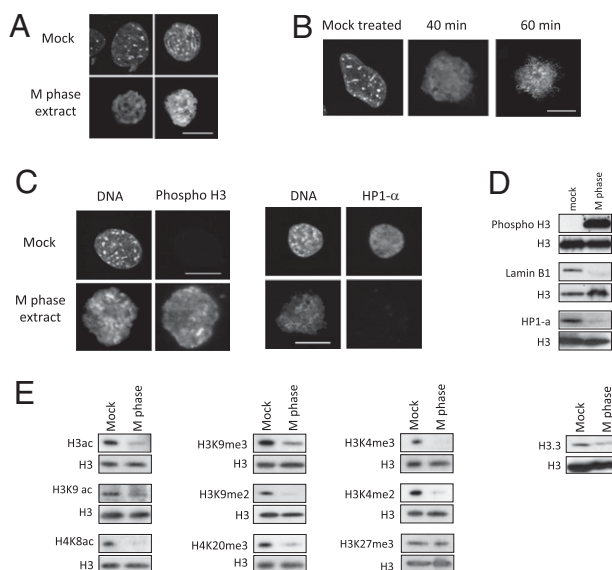 A
Mock
M phase
extract
B
Mock treated 40 min 60 min
C
DNA Phospho H3 DNA HP1-α
Mock
M phase
extract
D
mock M phase
Phospho H3
H3
Lamin B1
H3
HP1-a
H3
E
Mock M phase Mock M phase Mock M phase Mock M phase
H3ac H3K9me3 H3K4me3 H3.3
H3 H3 H3 H3
H3K9 ac H3K9me2 H3K4me2
H3 H3 H3
H4K8ac H4K20me3 H3K27me3
H3 H3 H3